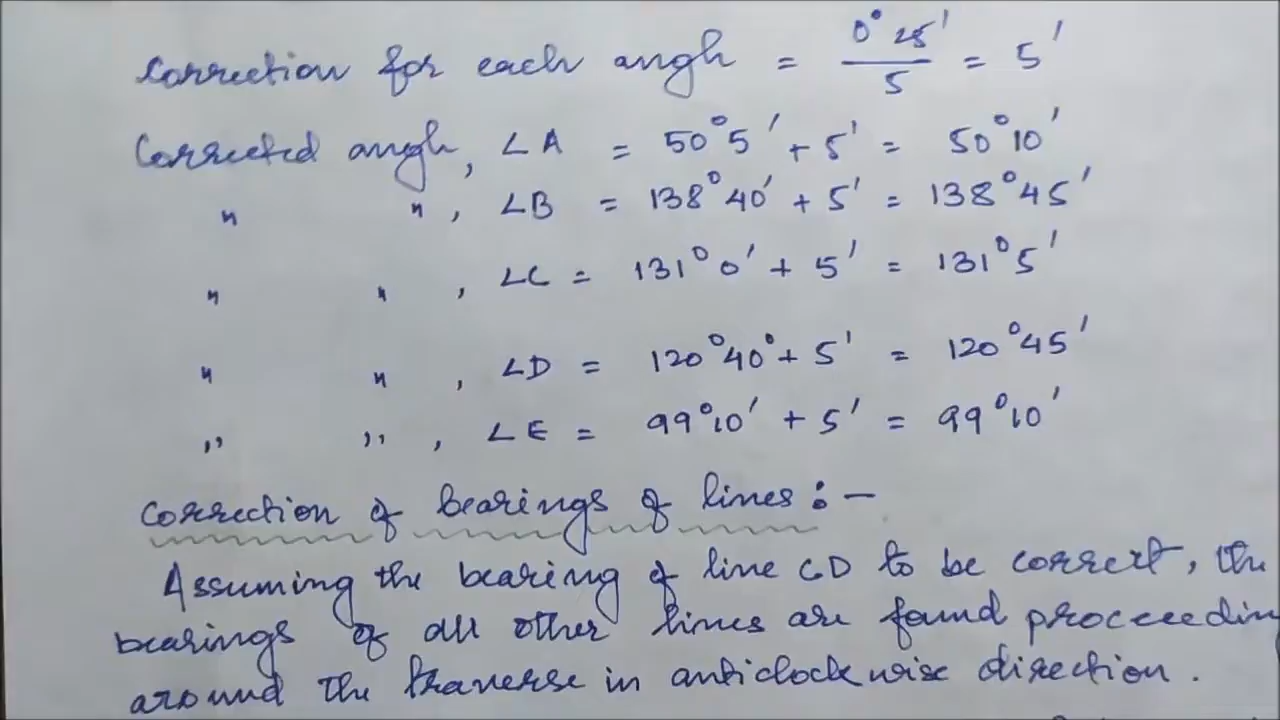 Correction for each angle = 0° 25' / 5 = 5'
Corrected angle, ∠A = 50°5' + 5' = 50°10'
" " , ∠B = 138°40' + 5' = 138°45'
" " , ∠C = 131°0' + 5' = 131°5'
" " , ∠D = 120°40° + 5' = 120°45'
,, ,, , ∠E = 99°10' + 5' = 99°10'
Correction of bearings of lines :-
Assuming the bearing of line CD to be correct, the
bearings of all other lines are found proceeding
around the traverse in anticlockwise direction.